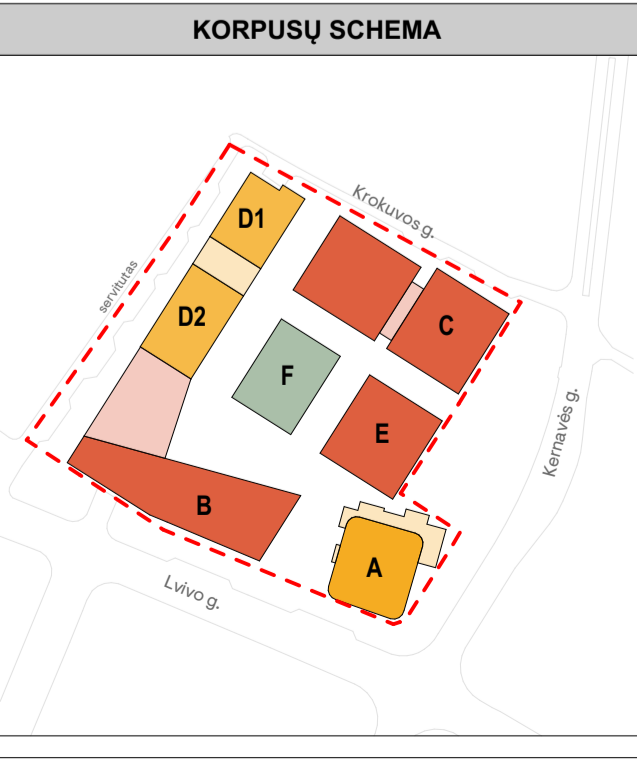 KORPUSŲ SCHEMA
Krokuvos g.
D1
servitutas
D2
C
F
E
Kernavės g.
B
A
Lvivo g.